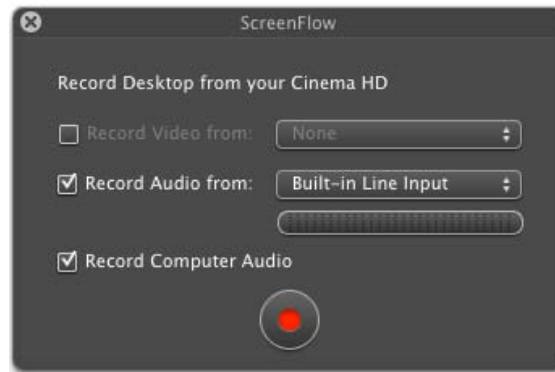 ScreenFlow
Record Desktop from your Cinema HD
Record Video from: None
Record Audio from: Built-in Line Input
Record Computer Audio